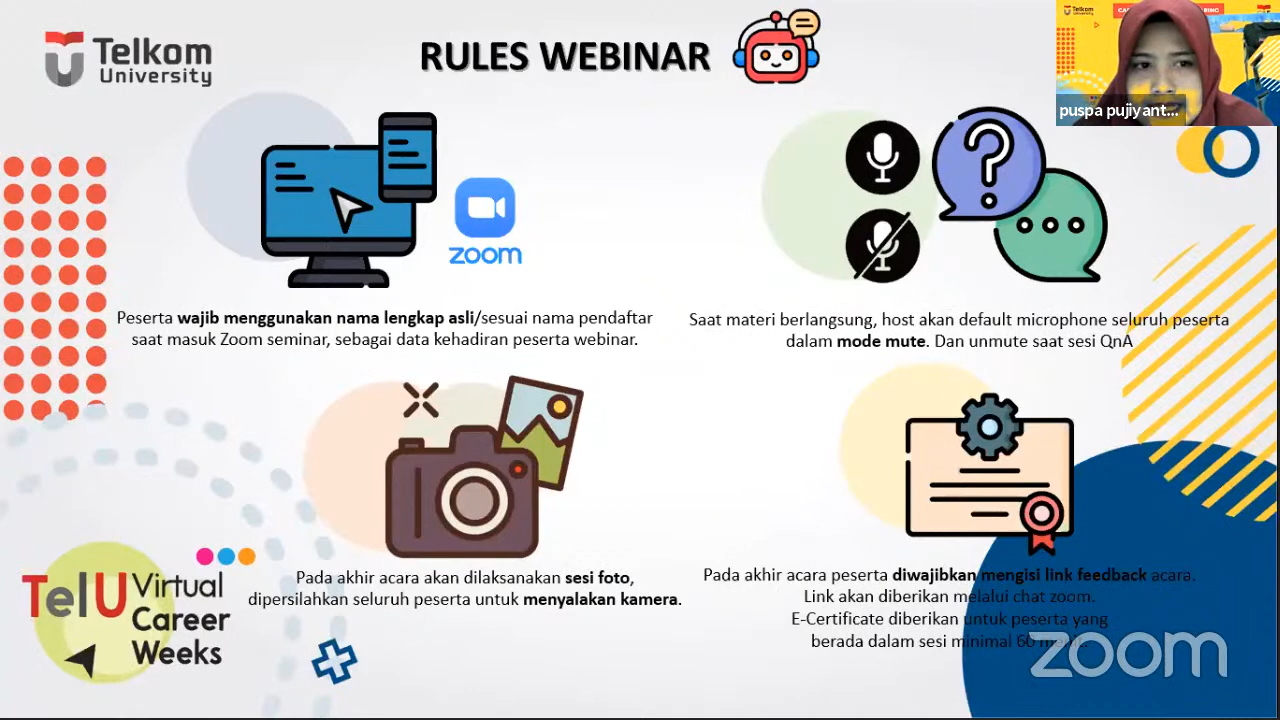 Telkom
University
RULES WEBINAR
puspa pujiyant...
zoom
Peserta wajib menggunakan nama lengkap asli/sesuai nama pendaftar
saat masuk Zoom seminar, sebagai data kehadiran peserta webinar.
Saat materi berlangsung, host akan default microphone seluruh peserta
dalam mode mute. Dan unmute saat sesi QnA
Pada akhir acara akan dilaksanakan sesi foto,
dipersilahkan seluruh peserta untuk menyalakan kamera.
Pada akhir acara peserta diwajibkan mengisi link feedback acara.
Link akan diberikan melalui chat zoom.
E-Certificate diberikan untuk peserta yang
berada dalam sesi minimal 60 menit.
TelU Virtual
Career
Weeks
zoom